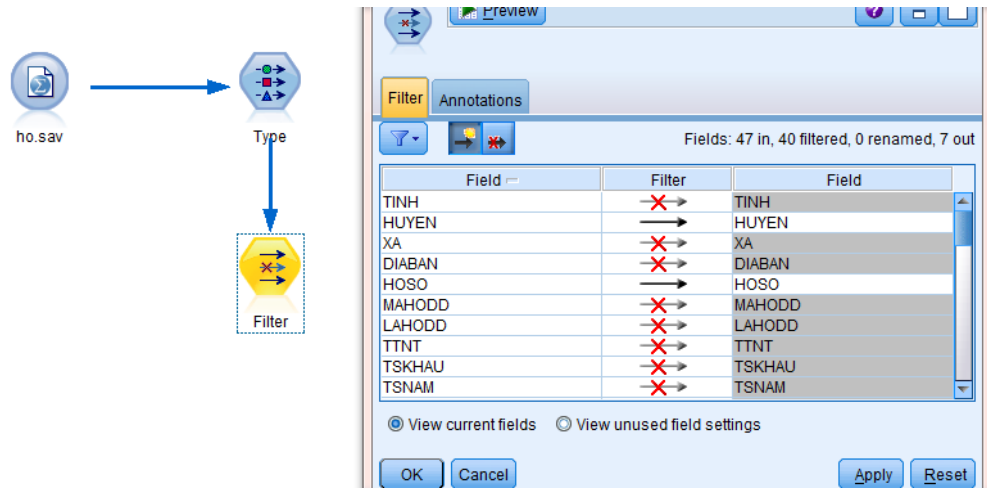 Preview
ho.sav
Type
Filter
Filter Annotations
Fields: 47 in, 40 filtered, 0 renamed, 7 out
Field Filter Field
TINH TINH
HUYEN HUYEN
XA XA
DIABAN DIABAN
HOSO HOSO
MAHODD MAHODD
LAHODD LAHODD
TTNT TTNT
TSKHAU TSKHAU
TSNAM TSNAM
View current fields View unused field settings
OK Cancel Apply Reset